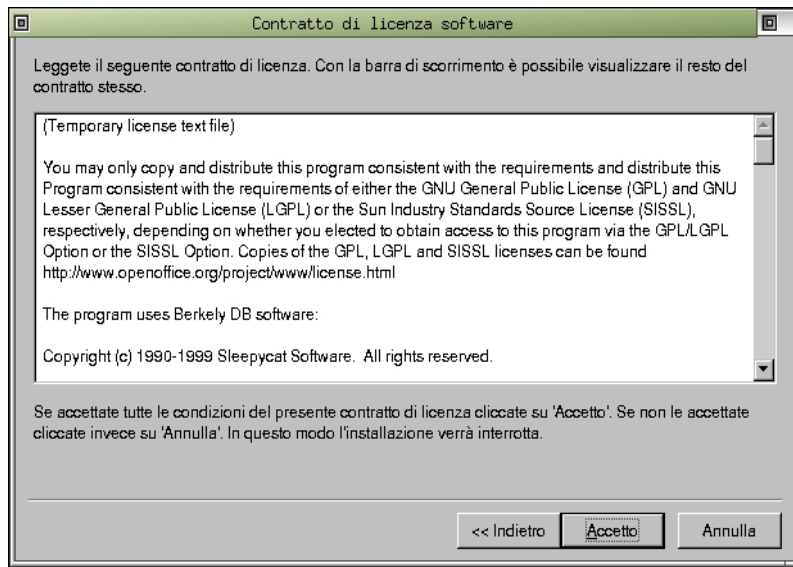 Contratto di licenza software
Leggete il seguente contratto di licenza. Con la barra di scorrimento è possibile visualizzare il resto del
contratto stesso.
(Temporary license text file)
You may only copy and distribute this program consistent with the requirements and distribute this
Program consistent with the requirements of either the GNU General Public License (GPL) and GNU
Lesser General Public License (LGPL) or the Sun Industry Standards Source License (SISSL),
respectively, depending on whether you elected to obtain access to this program via the GPL/LGPL
Option or the SISSL Option. Copies of the GPL, LGPL and SISSL licenses can be found
http://www.openoffice.org/project/www/license.html
The program uses Berkely DB software:
Copyright (c) 1990-1999 Sleepycat Software. All rights reserved.
Se accettate tutte le condizioni del presente contratto di licenza cliccate su 'Accetto'. Se non le accettate
cliccate invece su 'Annulla'. In questo modo l'installazione verrà interrotta.
<< Indietro Accetto Annulla